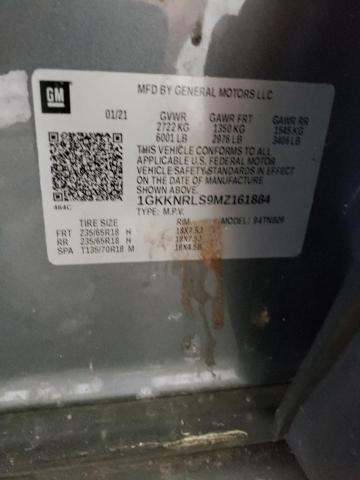 GM
MFD BY GENERAL MOTORS LLC
01/21 GVWR GAWR FRT GAWR RR
2722 KG 1350 KG 1545 KG
6001 LB 2976 LB 3406 LB
THIS VEHICLE CONFORMS TO ALL
APPLICABLE U.S. FEDERAL MOTOR
VEHICLE SAFETY STANDARDS IN EFFECT
ON THE DATE OF MANUFACTURE SHOWN ABOVE.
1GKKNRLS9MZ161884
464C TYPE: M.P.V. MODEL: 84TNB26
TIRE SIZE RIM
FRT 235/65R18 H 18X7.5J
RR 235/65R18 H 18X7.5J
SPA T135/70R18 M 18X4.5B